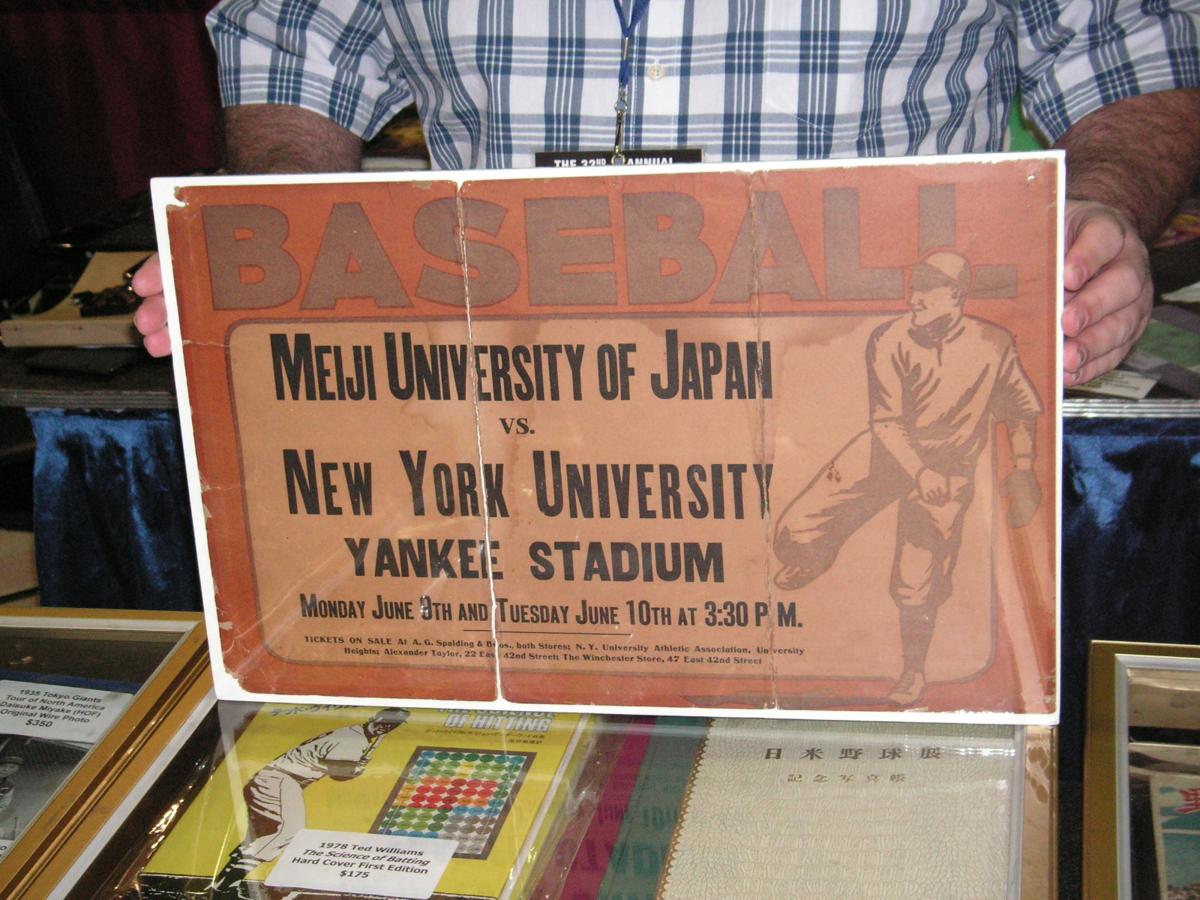 THE 32ND ANNUAL
BASEBALL
MEIJI UNIVERSITY OF JAPAN
VS.
NEW YORK UNIVERSITY
YANKEE STADIUM
MONDAY JUNE 9TH AND TUESDAY JUNE 10TH AT 3:30 P.M.
TICKETS ON SALE At A. G. Spalding & Bros., both Stores; N. Y. University Athletic Association, University
Heights; Alexander Taylor, 22 East 42nd Street; The Winchester Store, 47 East 42nd Street
1935 Tokyo Giants
Tour of North America
Daisuke Miyake (HOF)
Original Wire Photo
$350
OF HITTING
1978 Ted Williams
The Science of Batting
Hard Cover First Edition
$175
日米野球展
記念写真帳